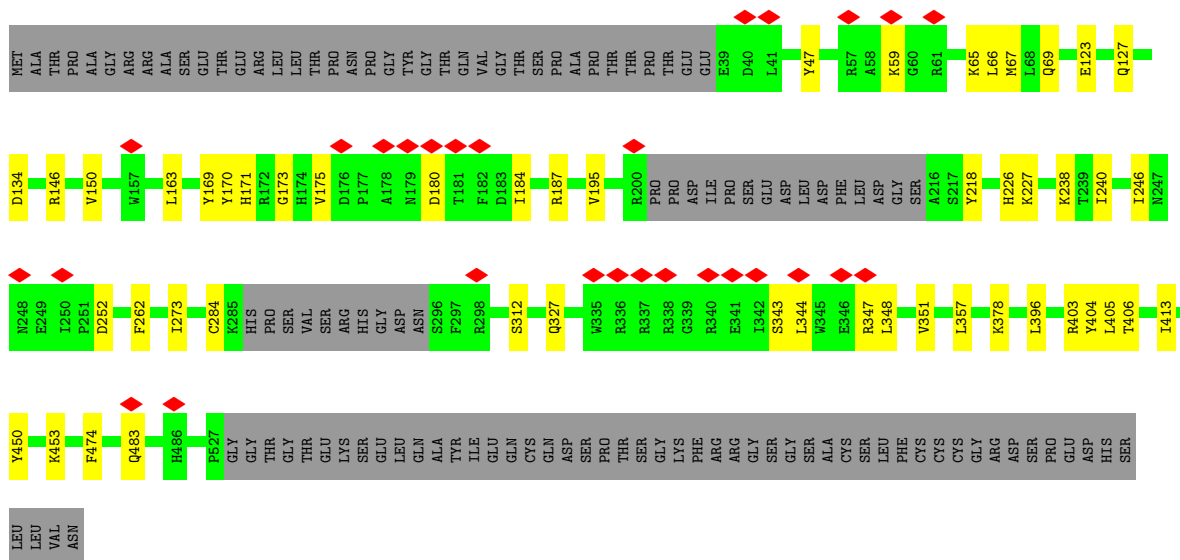 MET ALA THR PRO ALA GLY ARG ARG ALA SER GLU THR GLU ARG LEU LEU THR PRO ASN PRO GLY TYR GLY THR GLN VAL GLY THR SER PRO ALA PRO THR THR PRO THR GLU GLU E39 D40 L41 Y47 R57 A58 K59 G60 R61 K65 L66 M67 L68 Q69 E123 Q127
D134 R146 V150 W157 L163 Y169 Y170 H171 R172 G173 H174 V175 D176 P177 A178 N179 D180 T181 F182 D183 I184 R187 V195 R200 PRO PRO ASP ILE PRO SER GLU ASP LEU ASP ASP PHE LEU ASP GLY SER A216 S217 Y218 H226 K227 K238 T239 I240 I246 N247
N248 E249 I250 P251 D252 F262 I273 C284 K285 HIS PRO SER VAL SER ARG HIS GLY ASP ASN S296 F297 R298 S312 Q327 W335 R336 R337 R338 G339 R340 E341 I342 S343 L344 W345 E346 R347 L348 V351 L357 K378 L396 R403 Y404 L405 T406 I413
Y450 K453 F474 Q483 H486 P527 GLY GLY THR GLY THR GLU LYS SER GLU LEU GLN ALA TYR ILE GLU GLN CYS GLN ASP SER PRO THR SER GLY LYS PHE ARG ARG GLY SER GLY SER ALA CYS SER LEU PHE CYS CYS CYS GLY ARG ASP SER PRO GLU ASP HIS SER
LEU LEU VAL ASN